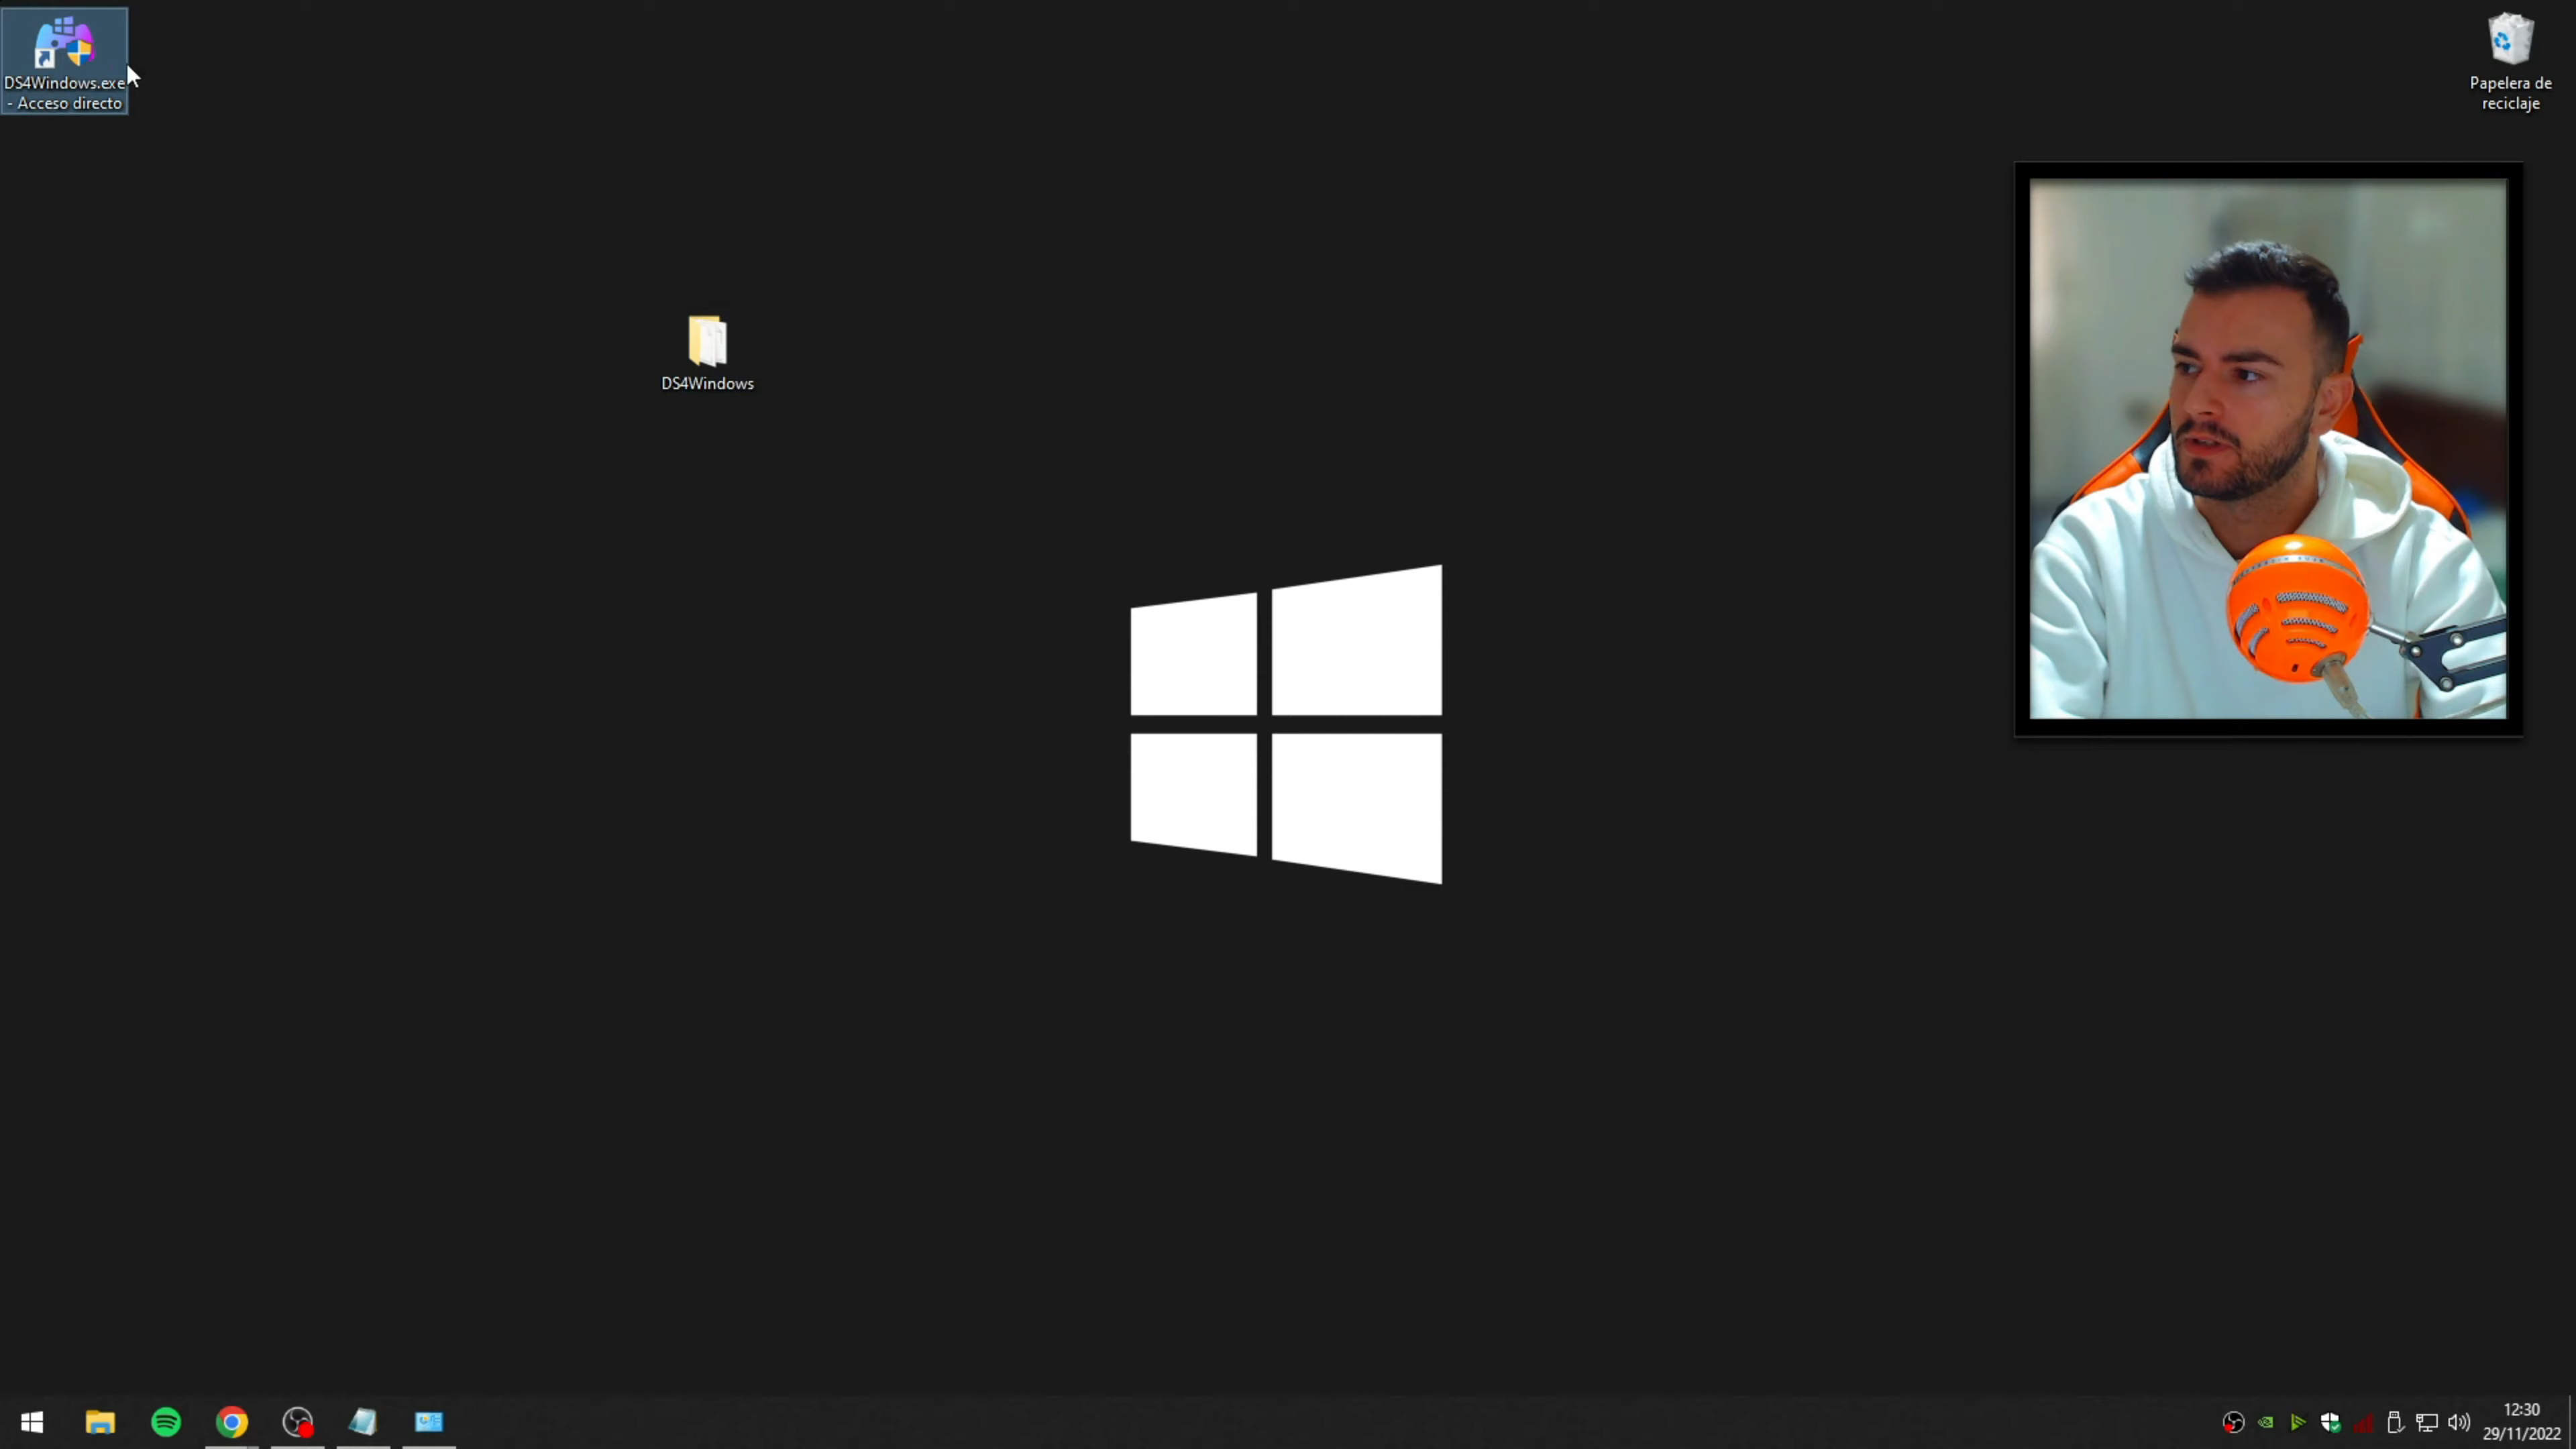 DS4Windows.exe
- Acceso directo
Papelera de
reciclaje
DS4Windows
12:30
29/11/2022